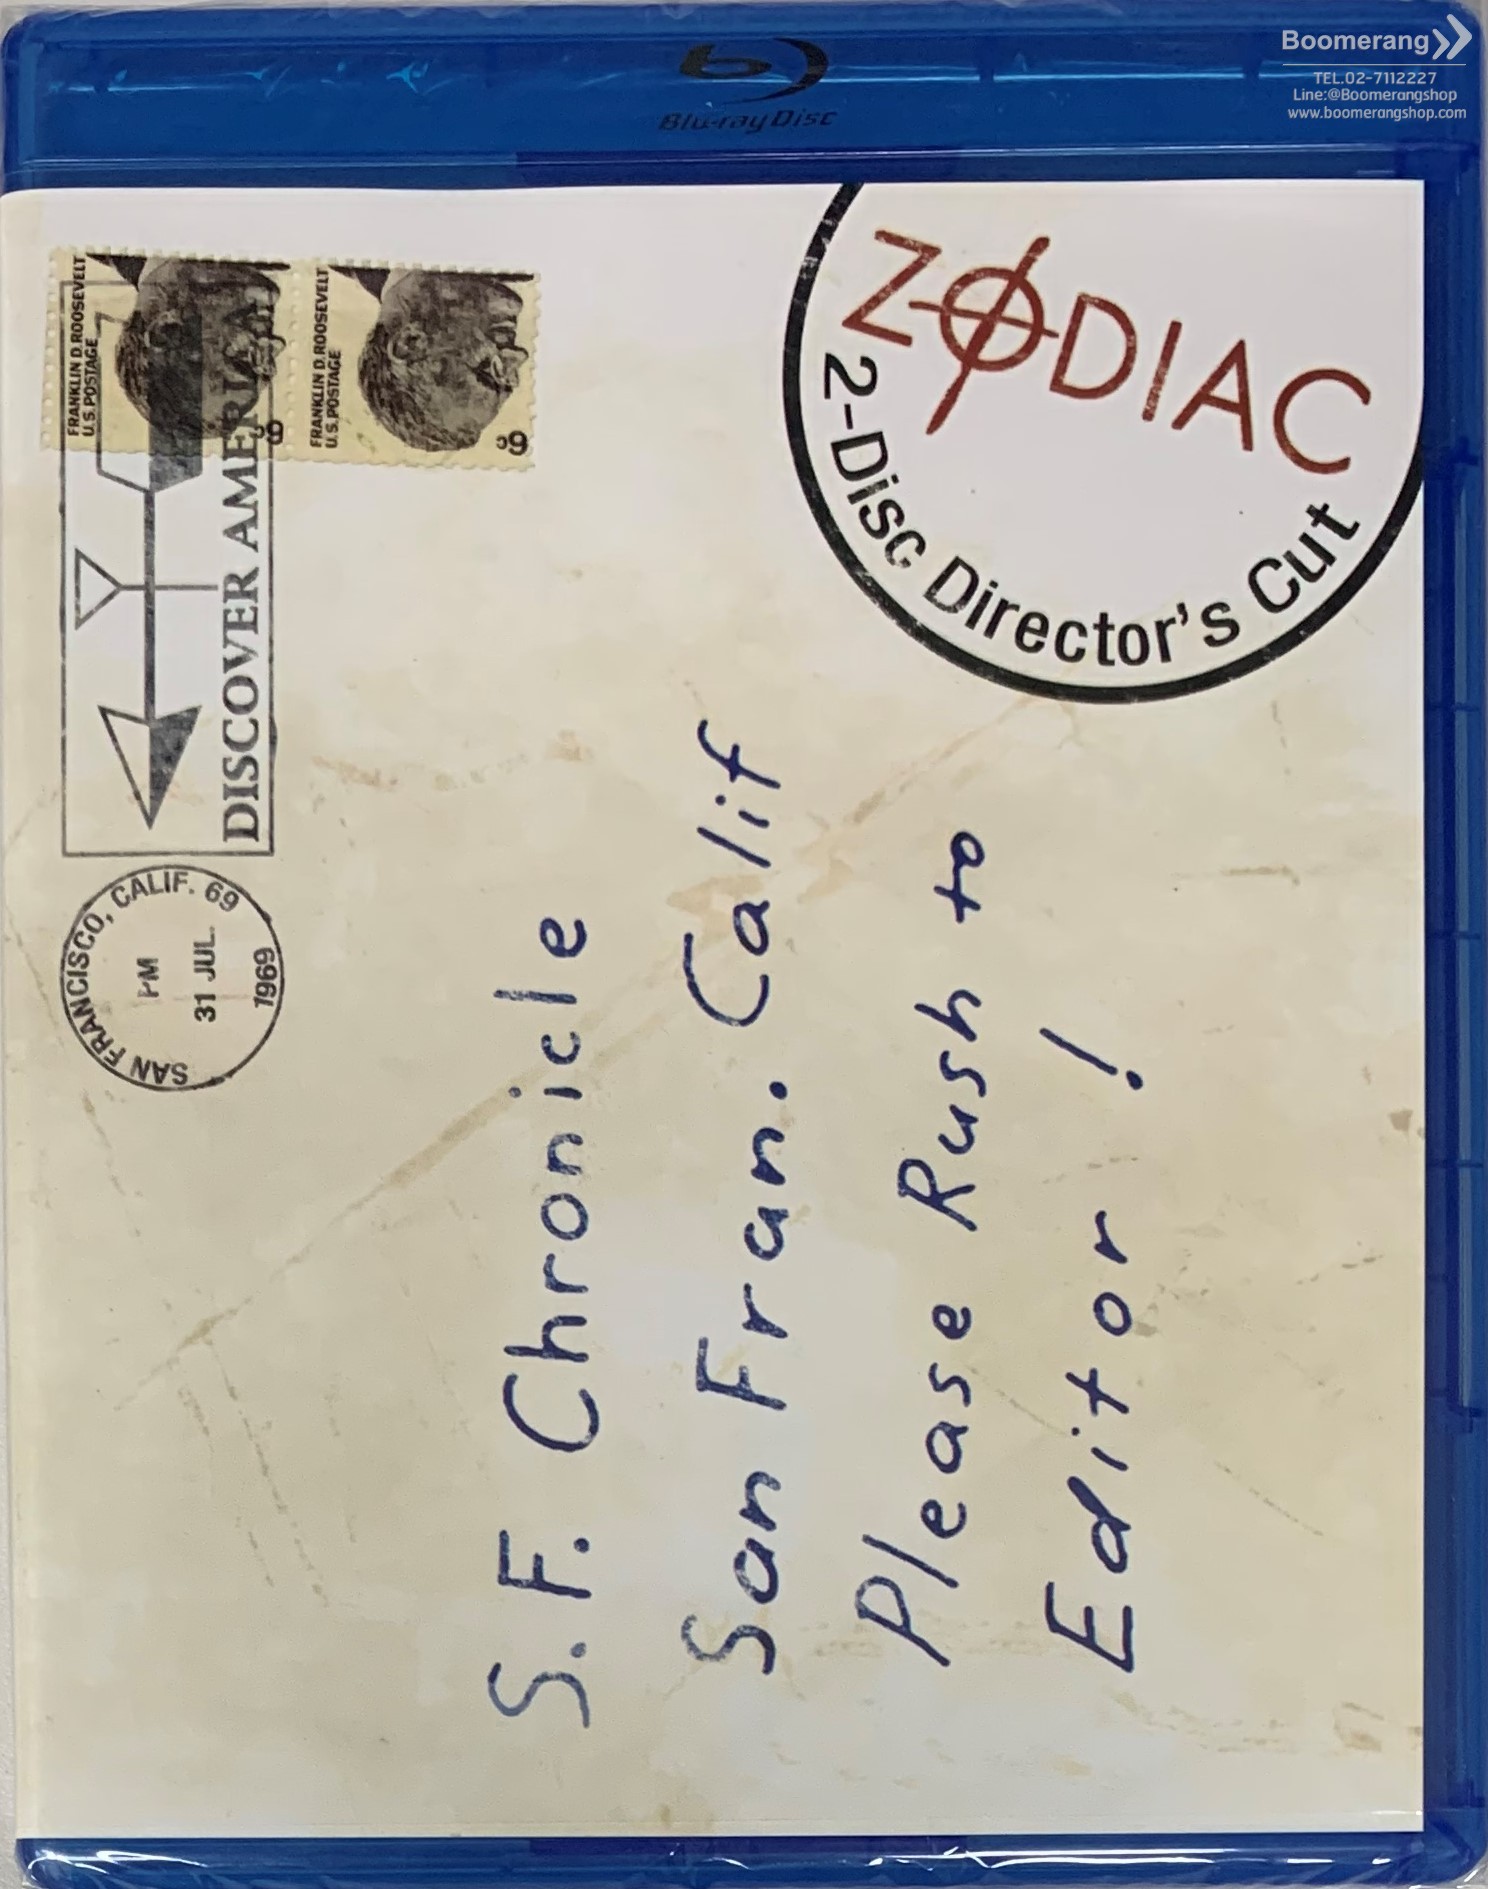 Boomerang
TEL.02-7112227
Line:@Boomerangshop
www.boomerangshop.com
Blu-ray Disc
ZODIAC
2-Disc Director's Cut
FRANKLIN D. ROOSEVELT
U.S. POSTAGE
6c
FRANKLIN D. ROOSEVELT
U.S. POSTAGE
6c
DISCOVER AMERICA
SAN FRANCISCO, CALIF. 69
PM
31 JUL.
1969
S.F. Chronicle
San Fran. Calif
Please Rush to
Editor!